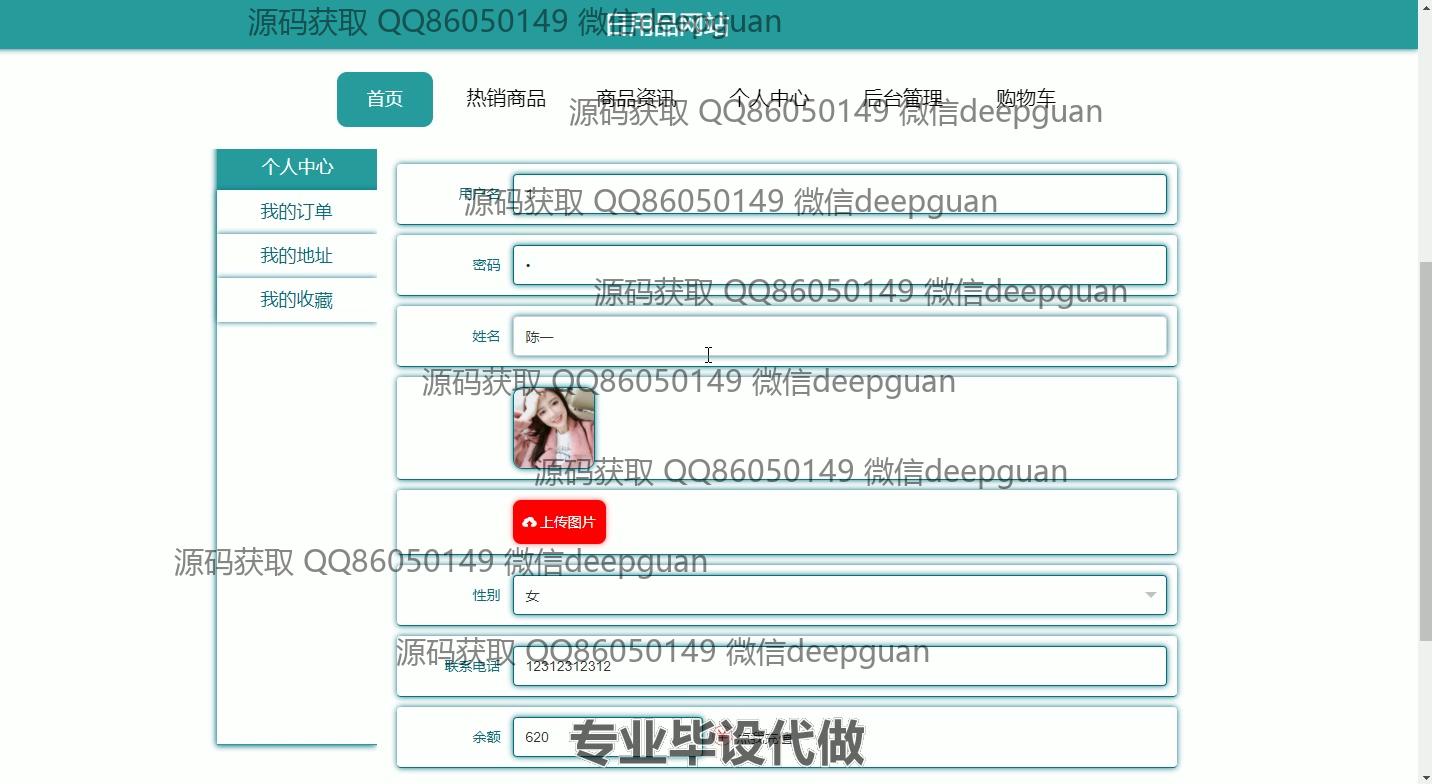 日用品网站
源码获取 QQ86050149 微信deepguan
首页
热销商品
商品资讯
个人中心
后台管理
购物车
源码获取 QQ86050149 微信deepguan
个人中心
我的订单
我的地址
我的收藏
用户名
源码获取 QQ86050149 微信deepguan
密码
•
源码获取 QQ86050149 微信deepguan
姓名
陈一
源码获取 QQ86050149 微信deepguan
源码获取 QQ86050149 微信deepguan
上传图片
源码获取 QQ86050149 微信deepguan
性别
女
源码获取 QQ86050149 微信deepguan
联系电话
12312312312
余额
620
点我充值
专业毕设代做